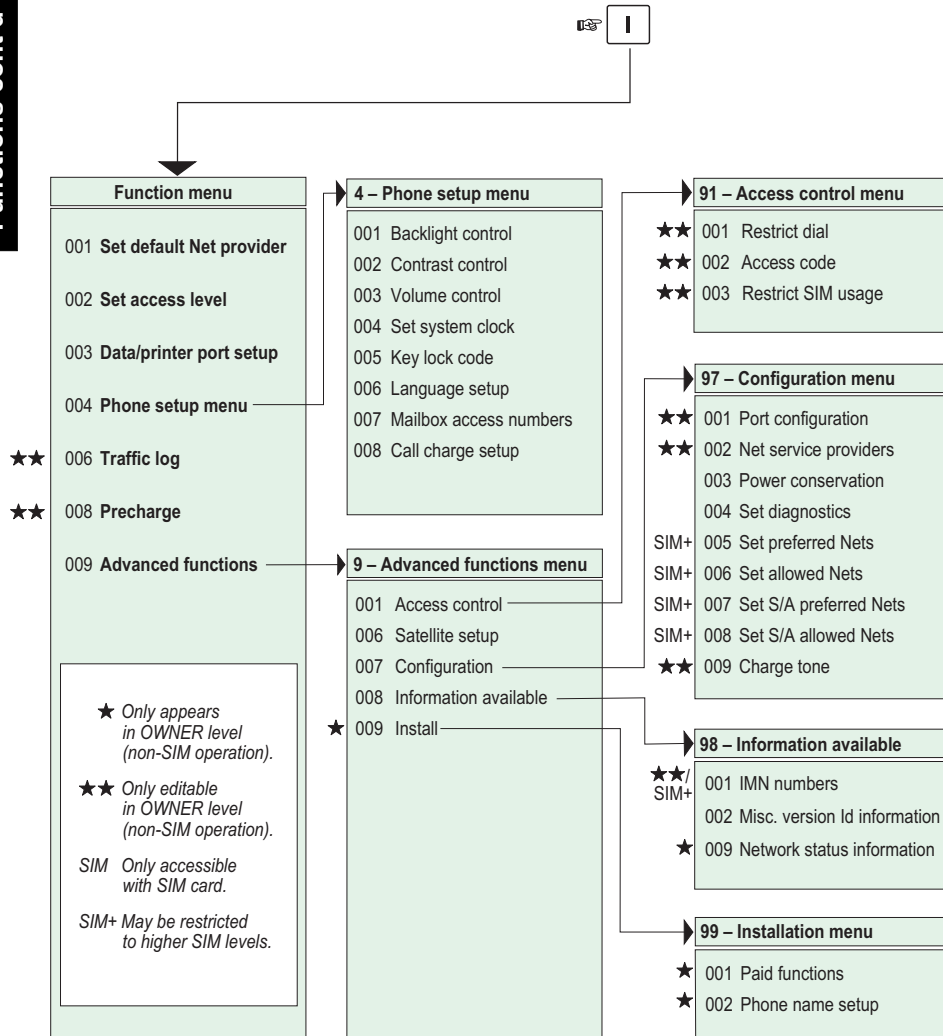 I
Function menu
001 Set default Net provider
002 Set access level
003 Data/printer port setup
004 Phone setup menu
★★ 006 Traffic log
★★ 008 Precharge
009 Advanced functions
★ Only appears
in OWNER level
(non-SIM operation).
★★ Only editable
in OWNER level
(non-SIM operation).
SIM Only accessible
with SIM card.
SIM+ May be restricted
to higher SIM levels.
4 – Phone setup menu
001 Backlight control
002 Contrast control
003 Volume control
004 Set system clock
005 Key lock code
006 Language setup
007 Mailbox access numbers
008 Call charge setup
9 – Advanced functions menu
001 Access control
006 Satellite setup
007 Configuration
008 Information available
★ 009 Install
91 – Access control menu
★★ 001 Restrict dial
★★ 002 Access code
★★ 003 Restrict SIM usage
97 – Configuration menu
★★ 001 Port configuration
★★ 002 Net service providers
003 Power conservation
004 Set diagnostics
SIM+ 005 Set preferred Nets
SIM+ 006 Set allowed Nets
SIM+ 007 Set S/A preferred Nets
SIM+ 008 Set S/A allowed Nets
★★ 009 Charge tone
98 – Information available
★★/
SIM+ 001 IMN numbers
002 Misc. version Id information
★ 009 Network status information
99 – Installation menu
★ 001 Paid functions
★ 002 Phone name setup